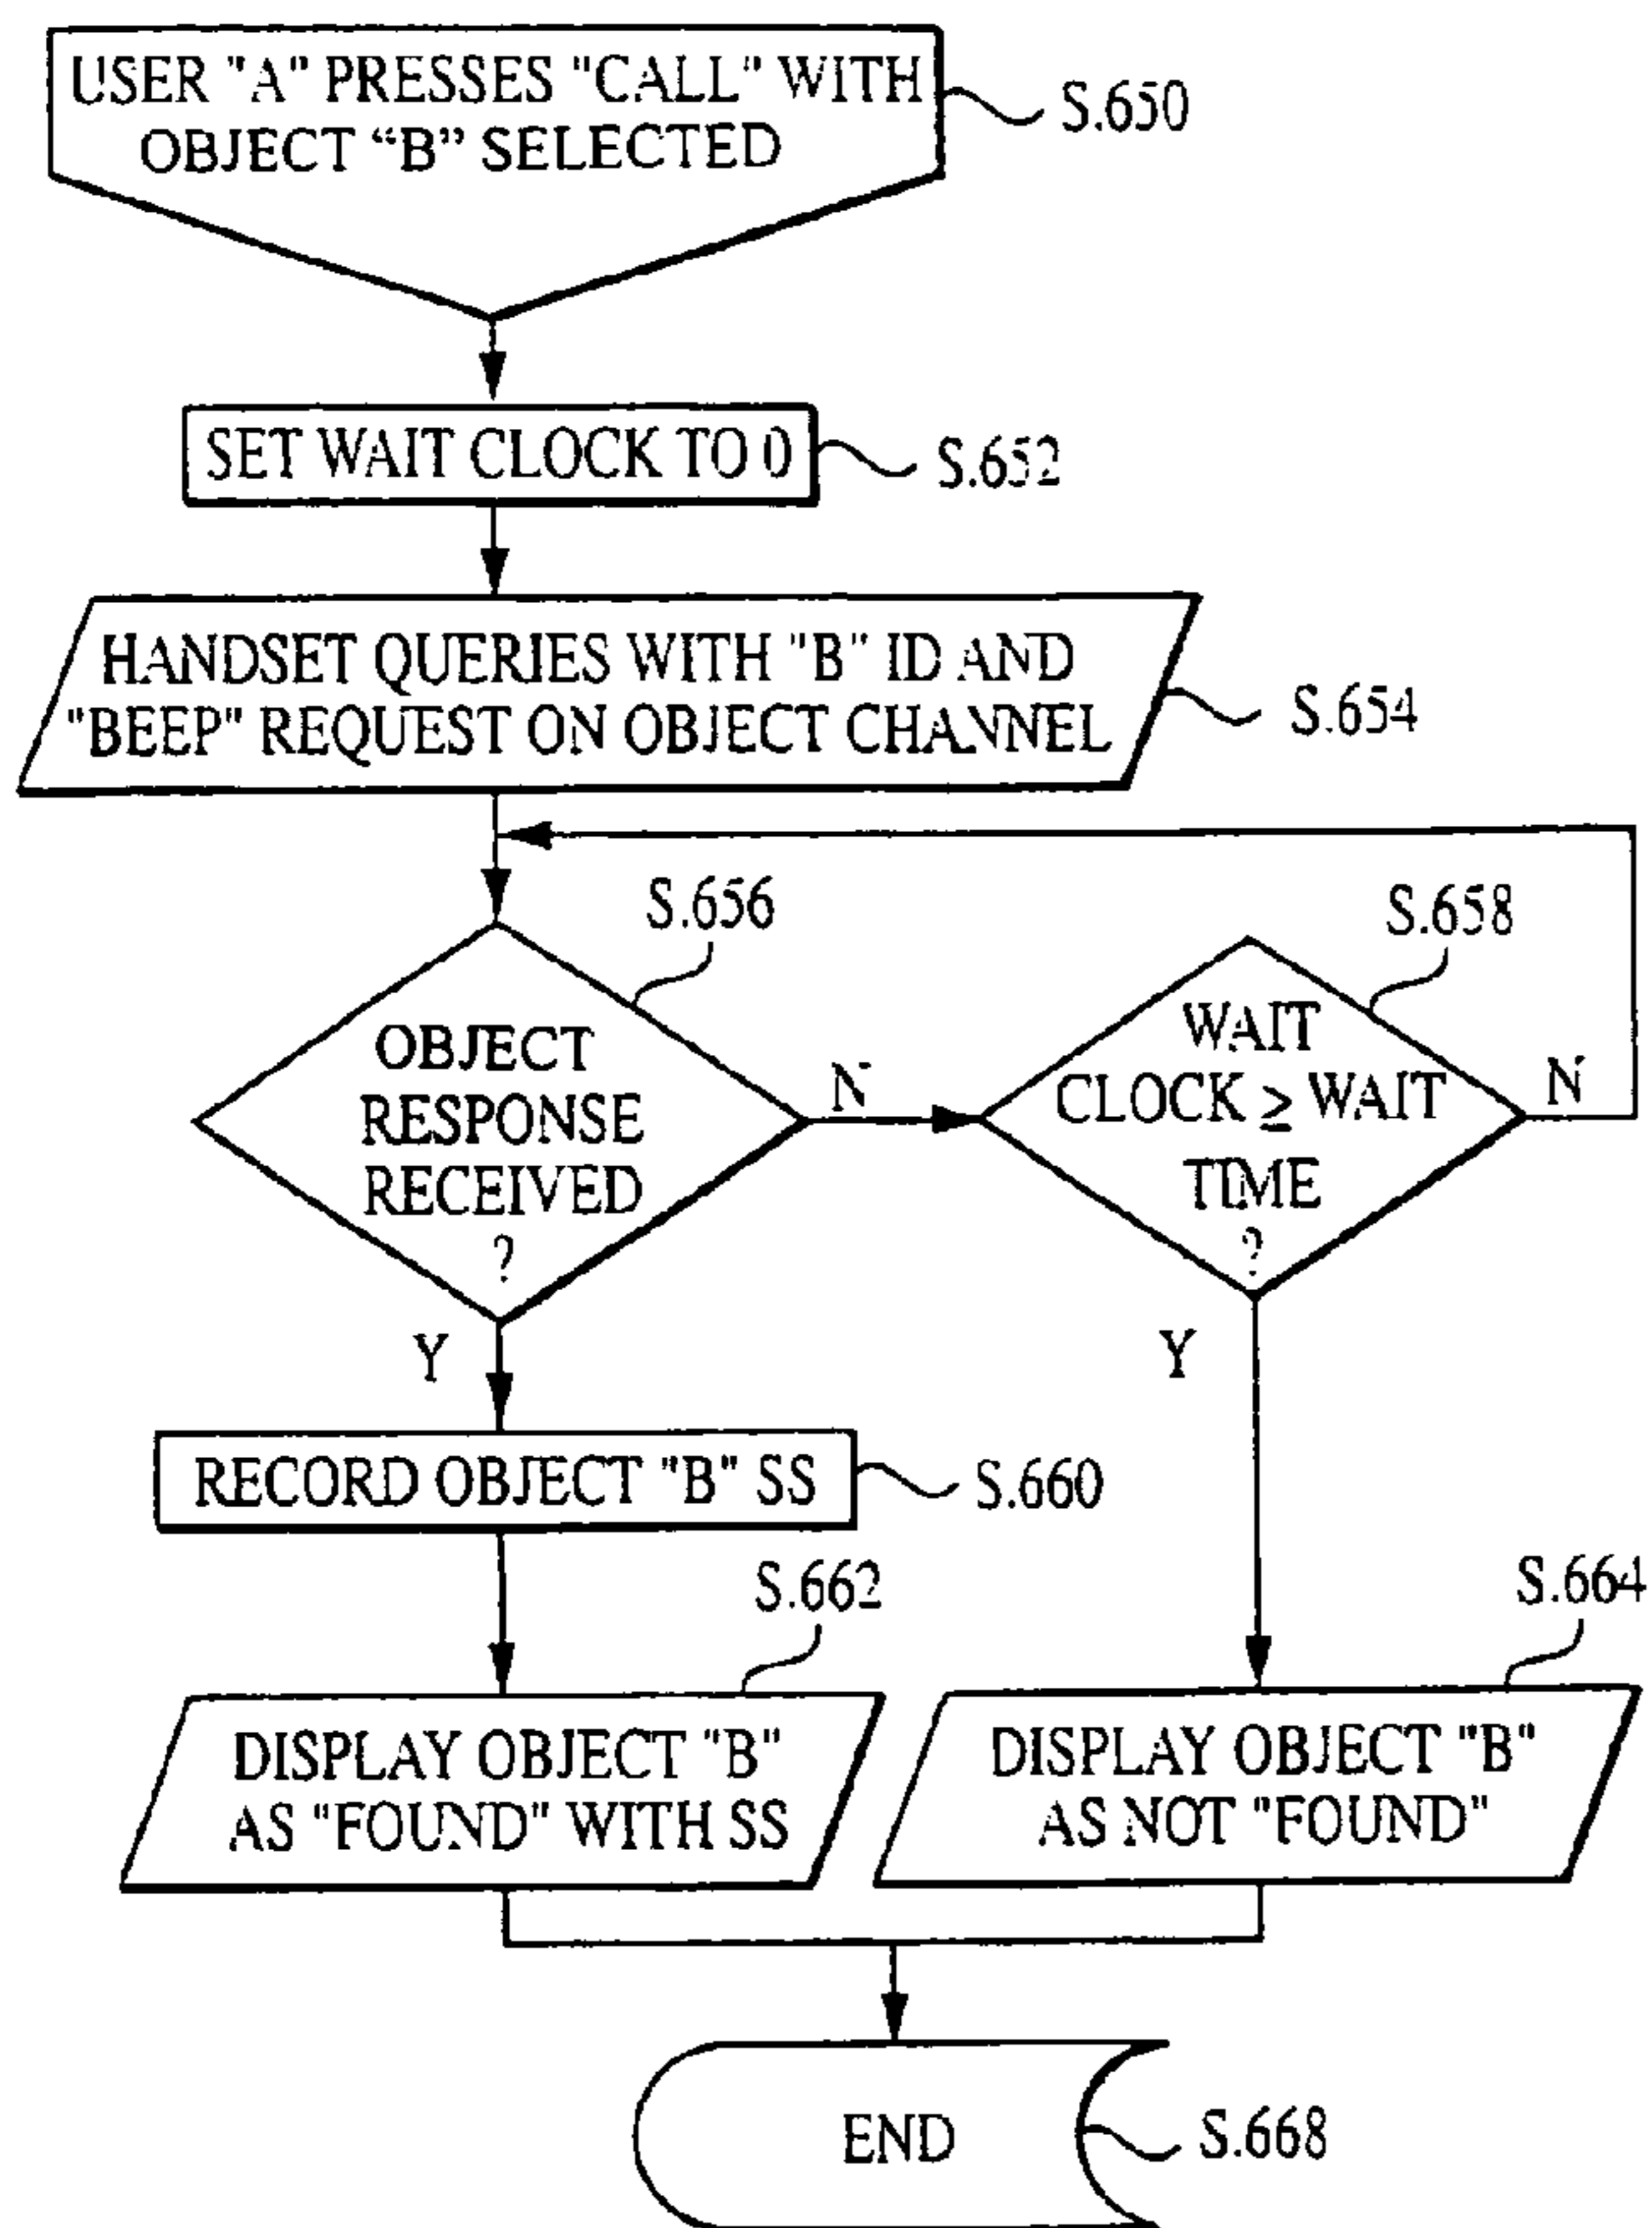 USER "A" PRESSES "CALL" WITH
OBJECT “B” SELECTED
S.650
SET WAIT CLOCK TO 0
S.652
HANDSET QUERIES WITH "B" ID AND
"BEEP" REQUEST ON OBJECT CHANNEL
S.654
S.656
OBJECT
RESPONSE
RECEIVED
?
N
Y
S.658
WAIT
CLOCK ≥ WAIT
TIME
?
N
Y
RECORD OBJECT "B" SS
S.660
S.662
DISPLAY OBJECT "B"
AS "FOUND" WITH SS
S.664
DISPLAY OBJECT "B"
AS NOT "FOUND"
END
S.668